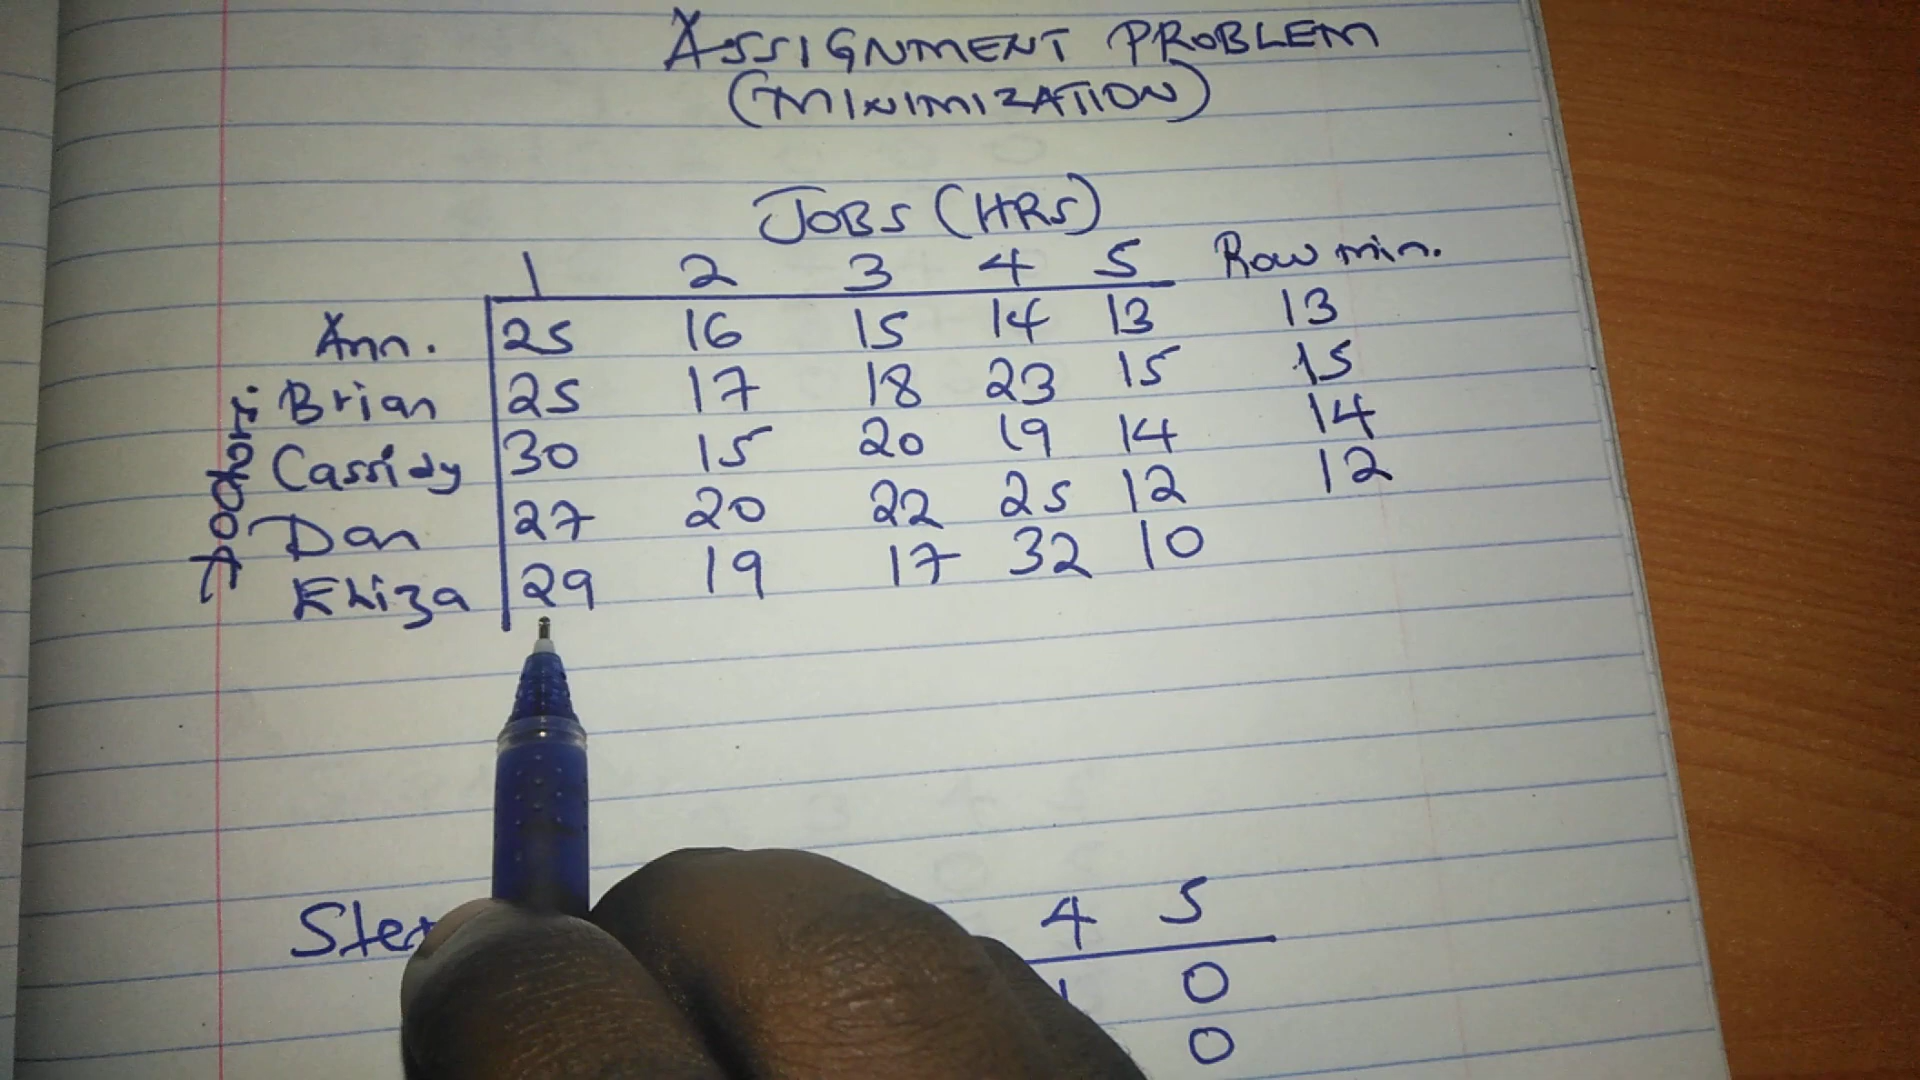 ASSIGNMENT PROBLEM
(MINIMIZATION)
JOBS (HRS)
1 2 3 4 5 Row min.
Ann. 25 16 15 14 13 13
Brian 25 17 18 23 15 15
Cassidy 30 15 20 19 14 14
Dan 27 20 22 25 12 12
Eliza 29 19 17 32 10
4 5
0
0